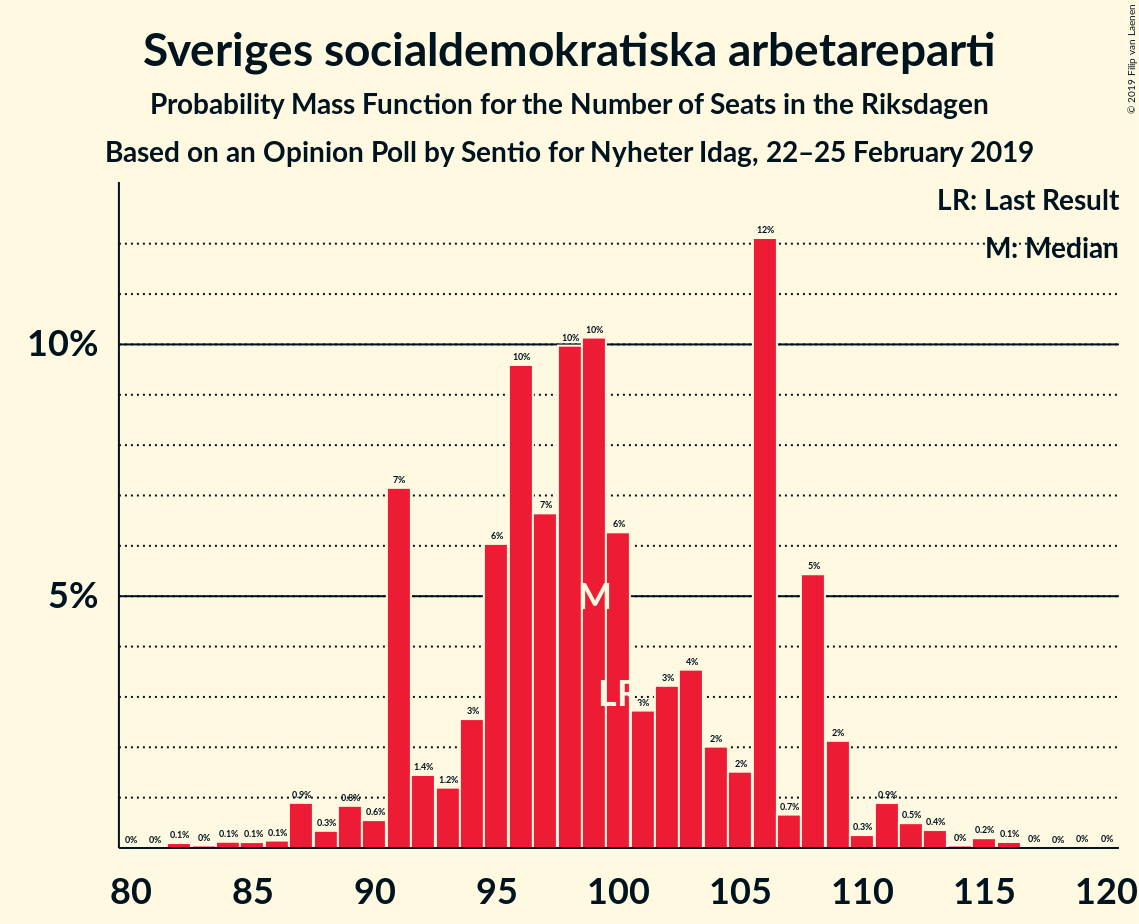 Sveriges socialdemokratiska arbetareparti
Probability Mass Function for the Number of Seats in the Riksdagen
Based on an Opinion Poll by Sentio for Nyheter Idag, 22–25 February 2019
© 2019 Filip van Laenen
LR: Last Result
M: Median
10%
5%
0% 0% 0.1% 0% 0.1% 0.1% 0.1% 0.9% 0.3% 0.8% 0.6% 7% 1.4% 1.2% 3% 6% 10% 7% 10% 10% 6% 3% 3% 4% 2% 2% 12% 0.7% 5% 2% 0.3% 0.9% 0.5% 0.4% 0% 0.2% 0.1% 0% 0% 0% 0%
M
LR
80 85 90 95 100 105 110 115 120